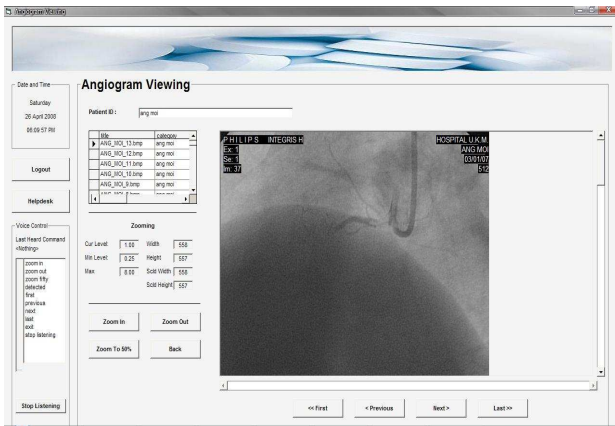 Angiogram Viewing
Date and Time
Saturday
26 April 2008
06:09:57 PM
Logout
Helpdesk
Voice Control
Last Heard Command
<Nothing>
zoom in
zoom out
zoom fifty
detected
first
previous
next
last
exit
stop listening
Stop Listening
Angiogram Viewing
Patient ID : ang moi
title category
ANG_MOI_13.bmp ang moi
ANG_MOI_12.bmp ang moi
ANG_MOI_11.bmp ang moi
ANG_MOI_10.bmp ang moi
ANG_MOI_9.bmp ang moi
Zooming
Cur Level: 1.00 Width 558
Min Level: 0.25 Height 557
Max 8.00 Scld Width 558
Scld Height 557
Zoom In Zoom Out
Zoom To 50% Back
PHILIPS INTEGRIS H HOSPITAL U.K.M.
Ex: 1 ANG MOI
Se: 1 03/01/07
Im: 37 512
<< First < Previous Next > Last >>